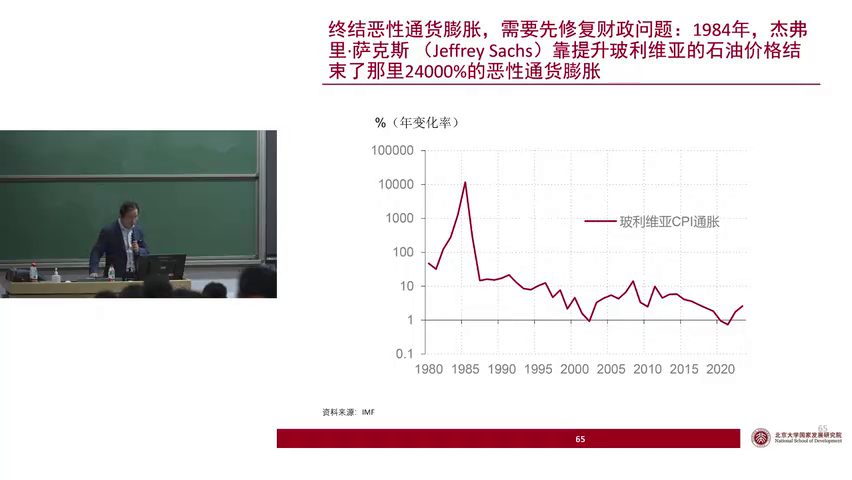 终结恶性通货膨胀，需要先修复财政问题：1984年，杰弗
里·萨克斯 （Jeffrey Sachs）靠提升玻利维亚的石油价格结
束了那里24000%的恶性通货膨胀
%（年变化率）
100000
10000
1000
100
10
1
0.1
玻利维亚CPI通胀
1980 1985 1990 1995 2000 2005 2010 2015 2020
资料来源：IMF
65
65
北京大学国家发展研究院
National School of Development